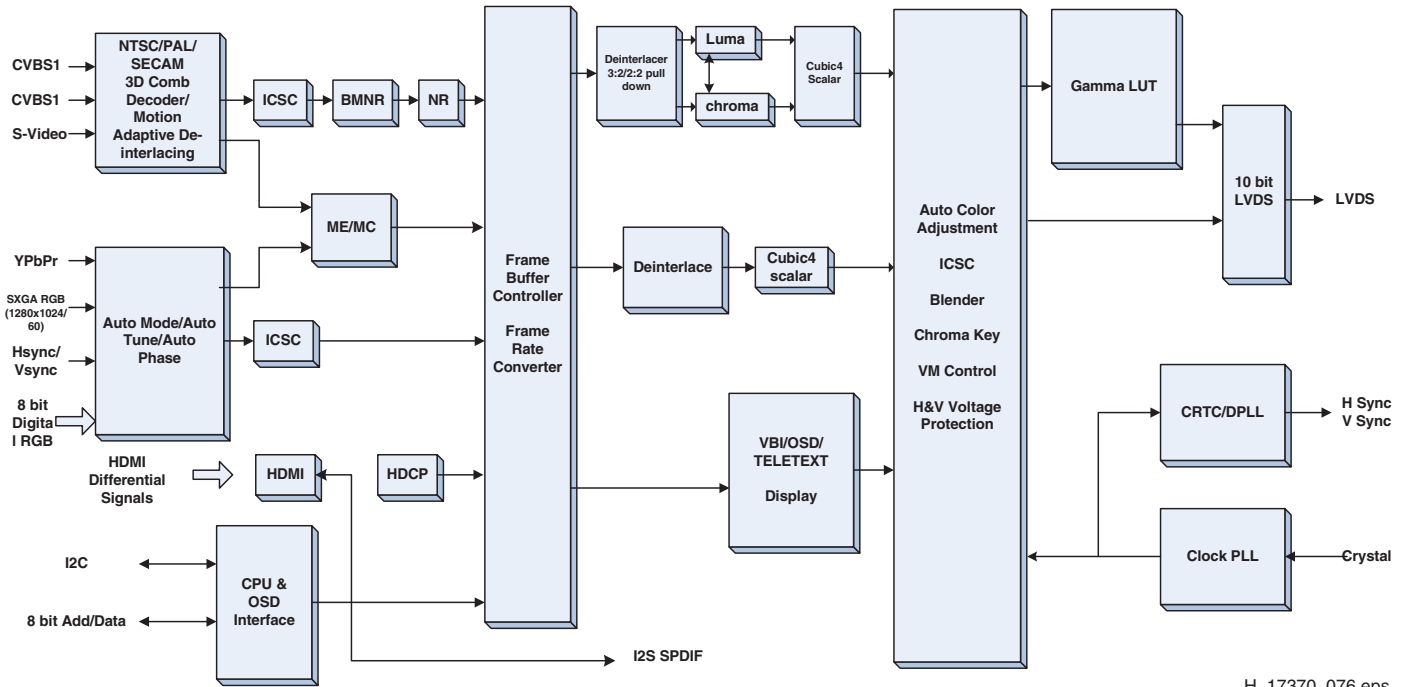 CVBS1
CVBS1
S-Video
NTSC/PAL/
SECAM
3D Comb
Decoder/
Motion
Adaptive De-
interlacing
ICSC
BMNR
NR
ME/MC
YPbPr
SXGA RGB
(1280x1024/
60)
Hsync/
Vsync
8 bit
Digita
l RGB
Auto Mode/Auto
Tune/Auto
Phase
ICSC
HDMI
Differential
Signals
HDMI
HDCP
I2C
8 bit Add/Data
CPU &
OSD
Interface
I2S SPDIF
Frame
Buffer
Controller
Frame
Rate
Converter
Deinterlacer
3:2/2:2 pull
down
Luma
chroma
Cubic4
Scalar
Deinterlace
Cubic4
scalar
VBI/OSD/
TELETEXT
Display
Auto Color
Adjustment
ICSC
Blender
Chroma Key
VM Control
H&V Voltage
Protection
Gamma LUT
10 bit
LVDS
LVDS
CRTC/DPLL
H Sync
V Sync
Clock PLL
Crystal
H_17370_076.eps